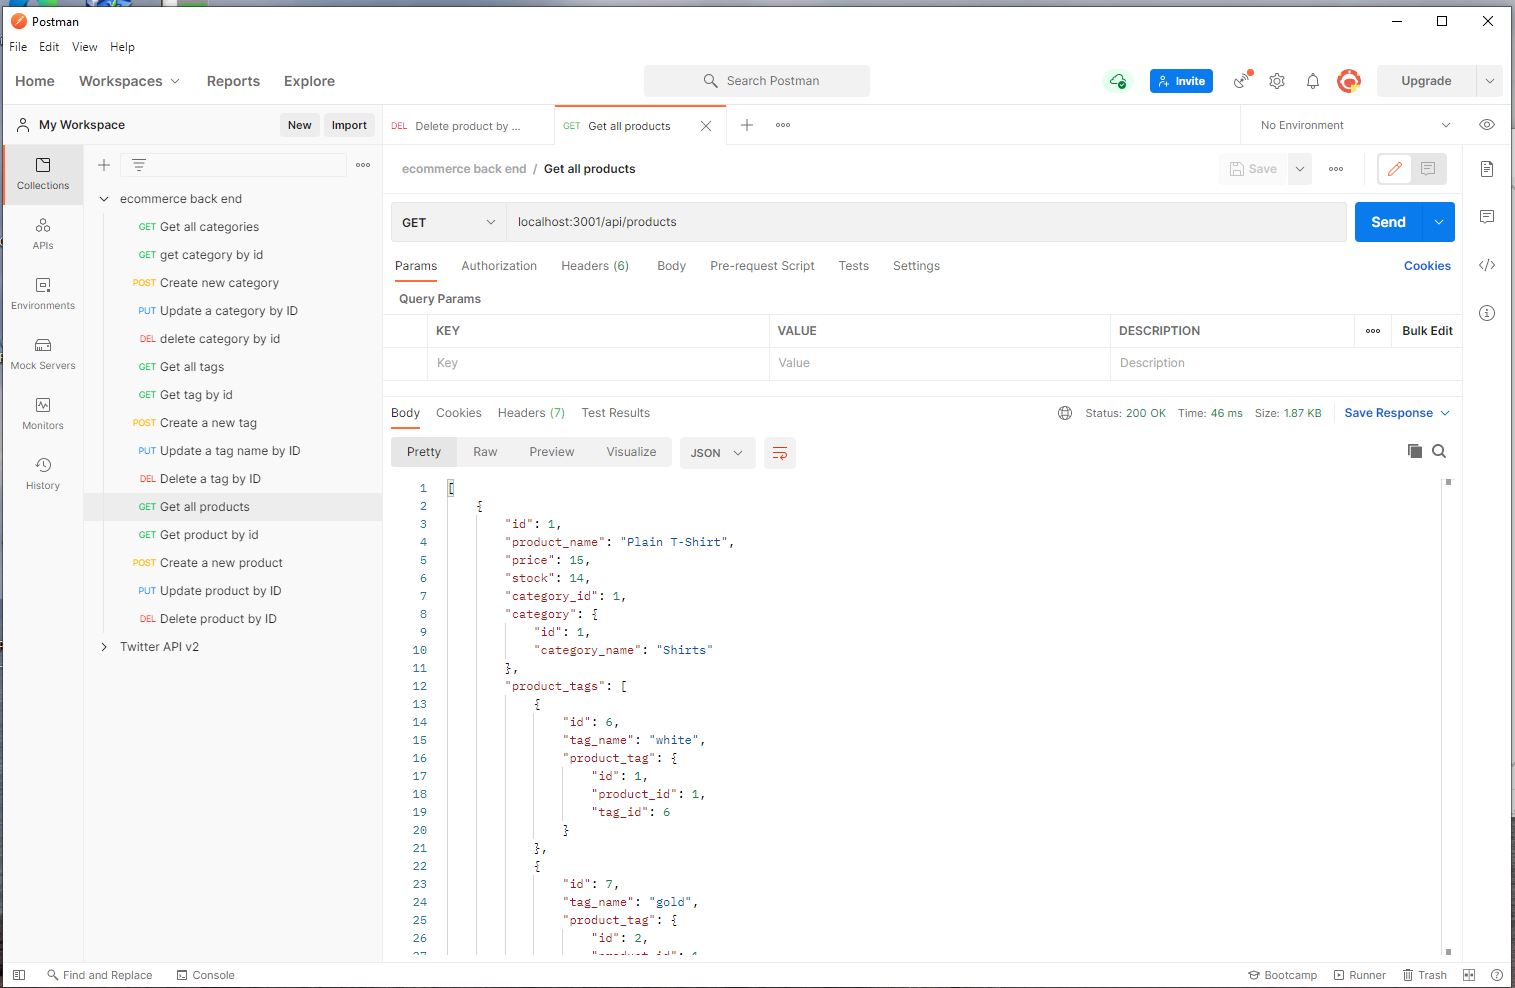 Postman
File Edit View Help
Home Workspaces Reports Explore Search Postman Invite Upgrade
My Workspace New Import DEL Delete product by ... GET Get all products No Environment
Collections
APIs
Environments
Mock Servers
Monitors
History
ecommerce back end
GET Get all categories
GET get category by id
POST Create new category
PUT Update a category by ID
DEL delete category by id
GET Get all tags
GET Get tag by id
POST Create a new tag
PUT Update a tag name by ID
DEL Delete a tag by ID
GET Get all products
GET Get product by id
POST Create a new product
PUT Update product by ID
DEL Delete product by ID
Twitter API v2
ecommerce back end / Get all products Save
GET localhost:3001/api/products Send
Params Authorization Headers (6) Body Pre-request Script Tests Settings Cookies
Query Params
KEY VALUE DESCRIPTION Bulk Edit
Key Value Description
Body Cookies Headers (7) Test Results Status: 200 OK Time: 46 ms Size: 1.87 KB Save Response
Pretty Raw Preview Visualize JSON
1 [
2 {
3 "id": 1,
4 "product_name": "Plain T-Shirt",
5 "price": 15,
6 "stock": 14,
7 "category_id": 1,
8 "category": {
9 "id": 1,
10 "category_name": "Shirts"
11 },
12 "product_tags": [
13 {
14 "id": 6,
15 "tag_name": "white",
16 "product_tag": {
17 "id": 1,
18 "product_id": 1,
19 "tag_id": 6
20 }
21 },
22 {
23 "id": 7,
24 "tag_name": "gold",
25 "product_tag": {
26 "id": 2,
27 "product_id": 1
Find and Replace Console Bootcamp Runner Trash